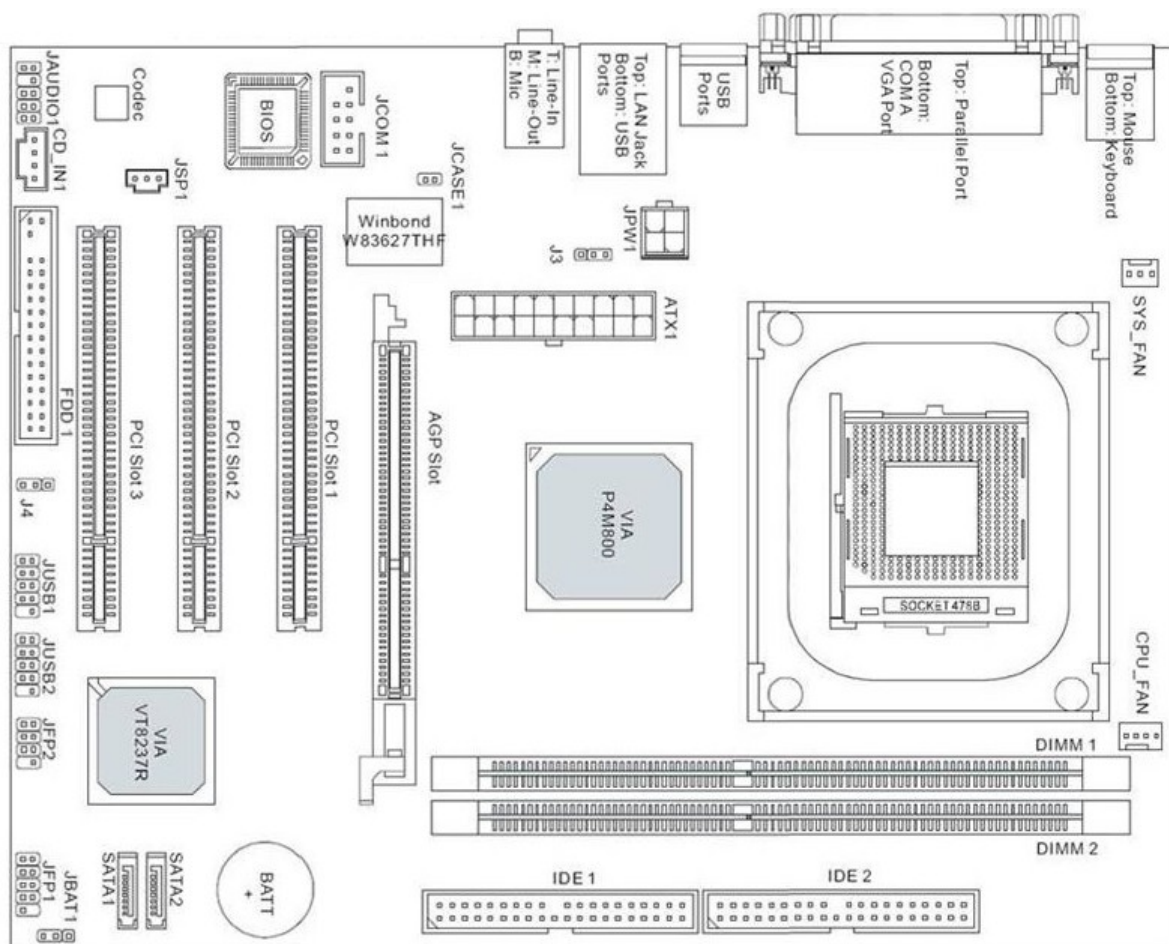 T: Line-In
M: Line-Out
B: Mic
Top: LAN Jack
Bottom: USB
Ports
USB
Ports
Top: Parallel Port
Bottom:
COM A
VGA Port
Top: Mouse
Bottom: Keyboard
JAUDIO1
Codec
BIOS
JCOM1
CD_IN1
JSP1
JCASE1
Winbond
W83627THF
J3
JPW1
SYS_FAN
ATX1
FDD1
PCI Slot 3
PCI Slot 2
PCI Slot 1
AGP Slot
VIA
P4M800
SOCKET 478B
J4
JUSB1
JUSB2
JFP2
VIA
VT8237R
CPU_FAN
DIMM 1
DIMM 2
JFP1
JBAT1
SATA1
SATA2
BATT
+
IDE 1
IDE 2